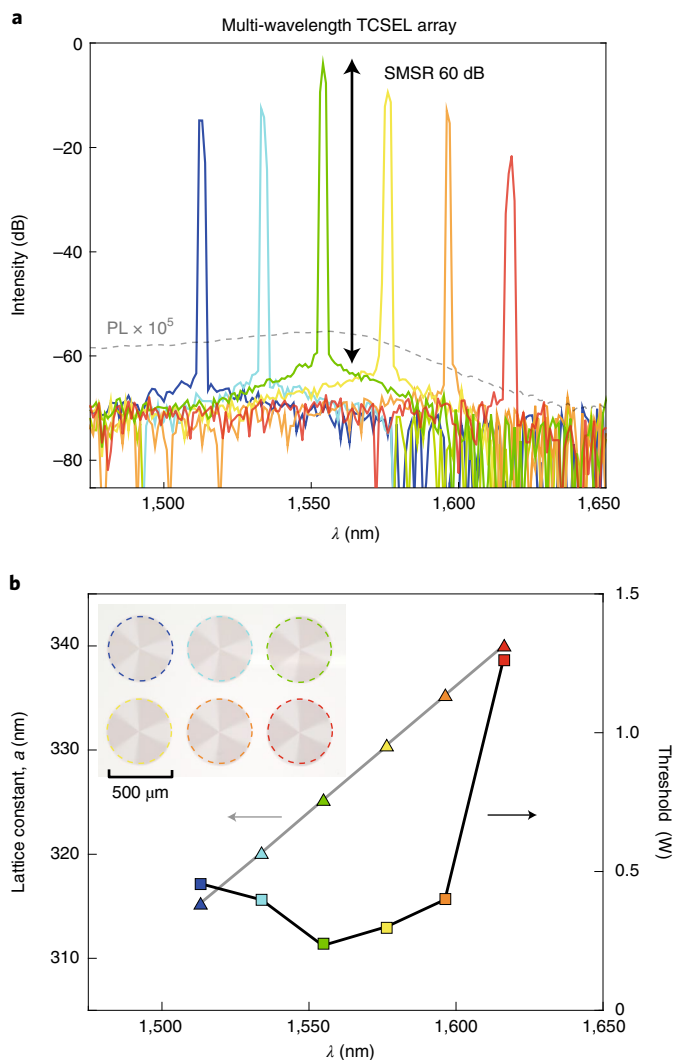 a
Multi-wavelength TCSEL array
0
−20
−40
−60
−80
Intensity (dB)
SMSR 60 dB
PL × 10⁵
1,500
1,550
1,600
1,650
λ (nm)
b
340
330
320
310
Lattice constant, a (nm)
500 μm
1.5
1.0
0.5
0
Threshold (W)
1,500
1,550
1,600
1,650
λ (nm)